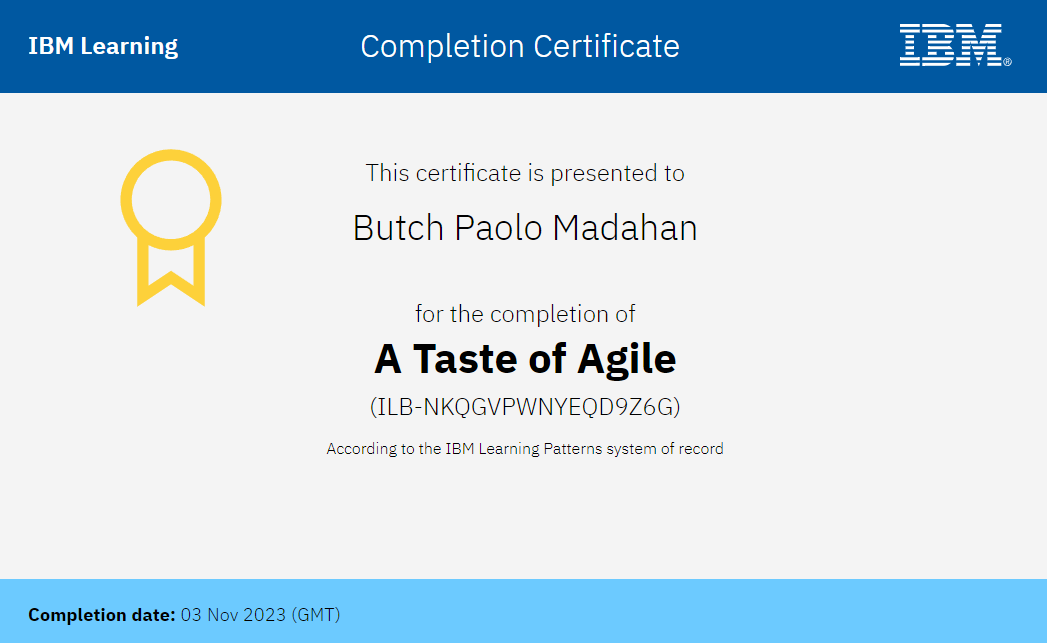 IBM Learning
Completion Certificate
IBM®
This certificate is presented to
Butch Paolo Madahan
for the completion of
A Taste of Agile
(ILB-NKQGVPWNYEQD9Z6G)
According to the IBM Learning Patterns system of record
Completion date: 03 Nov 2023 (GMT)